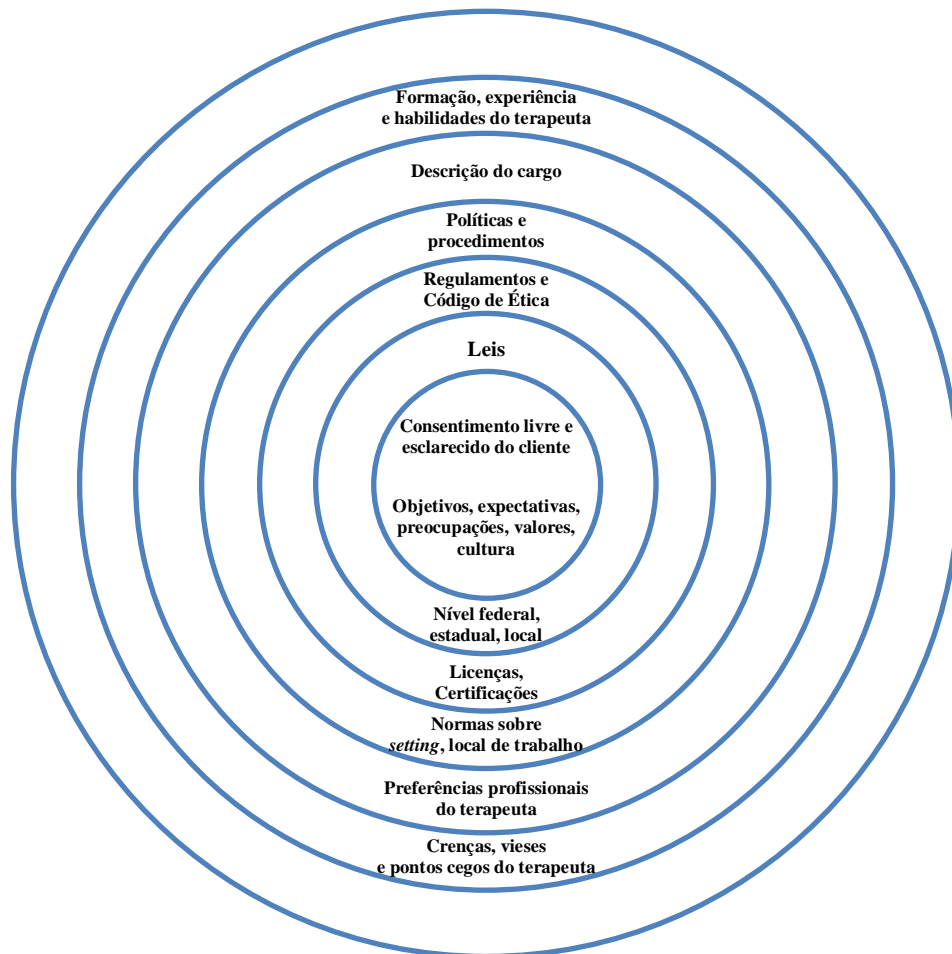 Formação, experiência
e habilidades do terapeuta
Descrição do cargo
Políticas e
procedimentos
Regulamentos e
Código de Ética
Leis
Consentimento livre e
esclarecido do cliente
Objetivos, expectativas,
preocupações, valores,
cultura
Nível federal,
estadual, local
Licenças,
Certificações
Normas sobre
setting, local de trabalho
Preferências profissionais
do terapeuta
Crenças, vieses
e pontos cegos do terapeuta